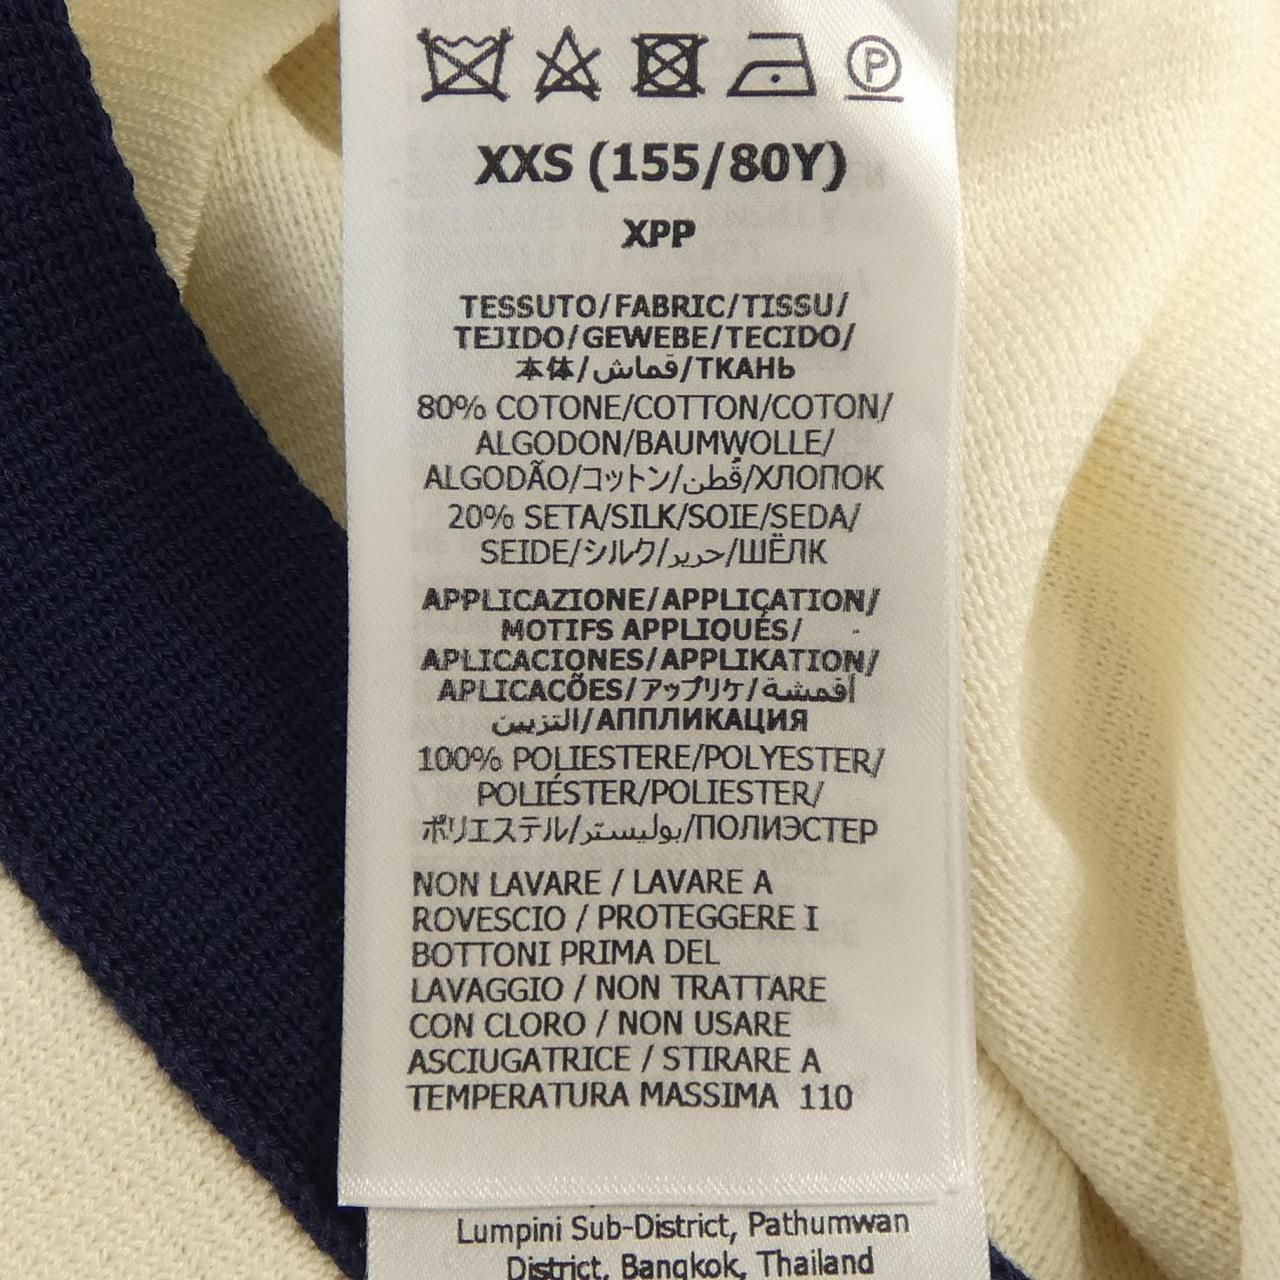 P
XXS (155/80Y)
XPP
TESSUTO/FABRIC/TISSU/
TEJIDO/GEWEBE/TECIDO/
本体/قماش/ТКАНЬ
80% COTONE/COTTON/COTON/
ALGODON/BAUMWOLLE/
ALGODÃO/コットン/قُطن/ХЛОПОК
20% SETA/SILK/SOIE/SEDA/
SEIDE/シルク/حرير/ШЁЛК
APPLICAZIONE/APPLICATION/
MOTIFS APPLIQUÉS/
APLICACIONES/APPLIKATION/
APLICACÕES/アップリケ/أقمشة
التزيين/АППЛИКАЦИЯ
100% POLIESTERE/POLYESTER/
POLIÉSTER/POLIESTER/
ポリエステル/بوليستر/ПОЛИЭСТЕР
NON LAVARE / LAVARE A
ROVESCIO / PROTEGGERE I
BOTTONI PRIMA DEL
LAVAGGIO / NON TRATTARE
CON CLORO / NON USARE
ASCIUGATRICE / STIRARE A
TEMPERATURA MASSIMA 110
Lumpini Sub-District, Pathumwan
District, Bangkok, Thailand